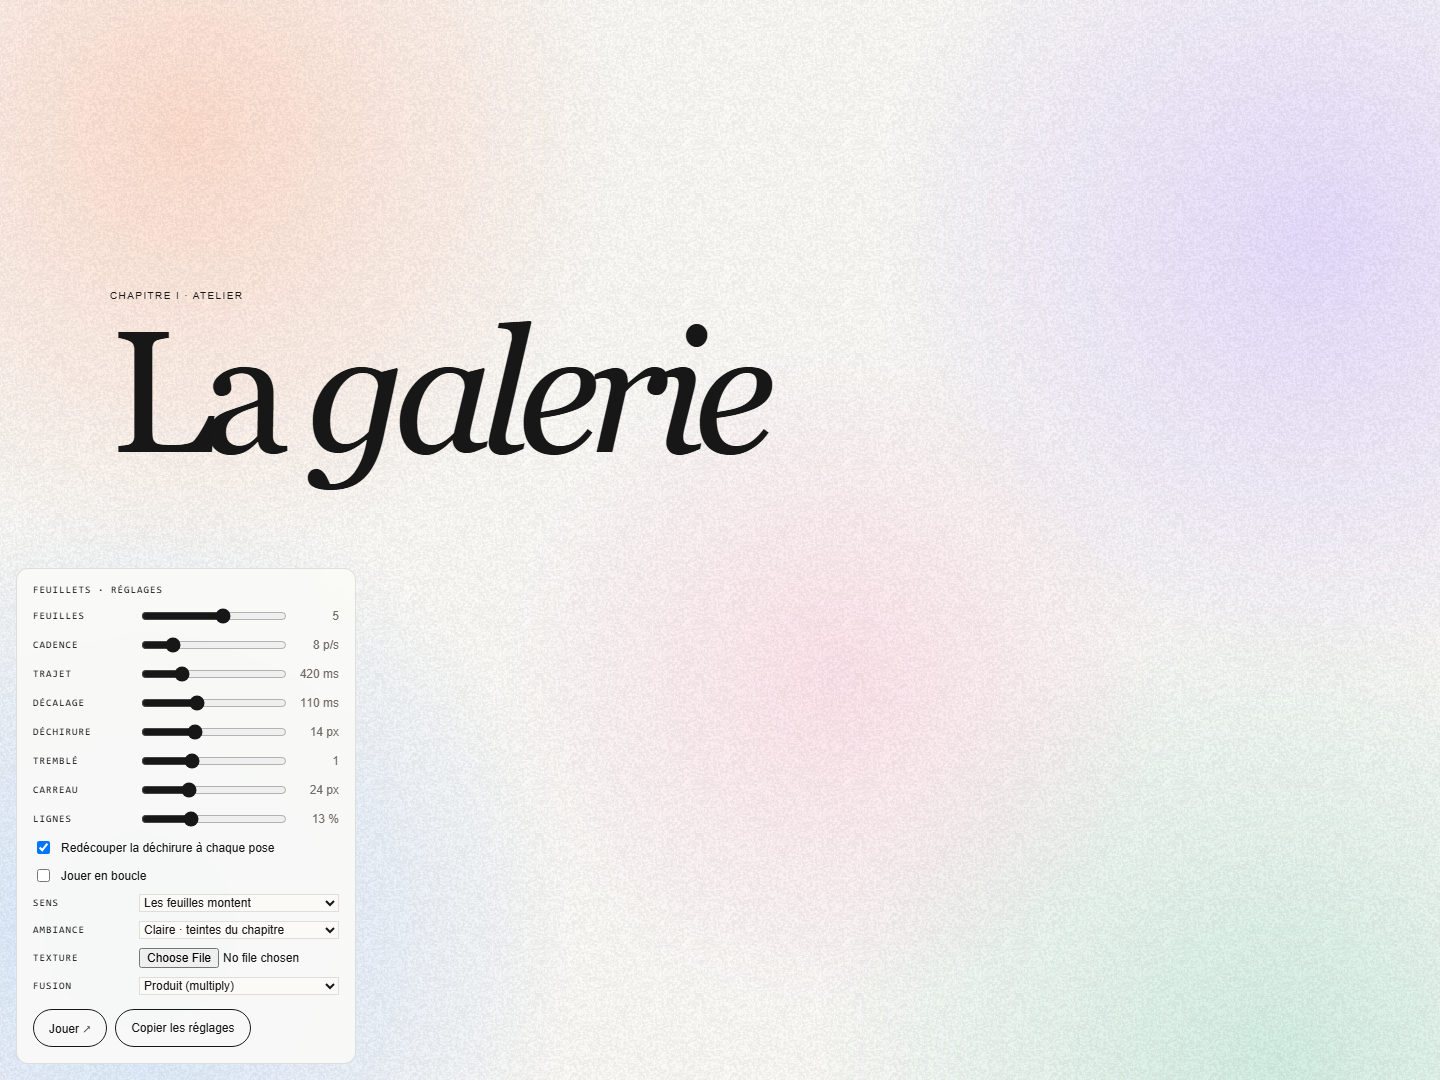 CHAPITRE I · ATELIER
La galerie
FEUILLETS · RÉGLAGES
FEUILLES 5
CADENCE 8 p/s
TRAJET 420 ms
DÉCALAGE 110 ms
DÉCHIRURE 14 px
TREMBLÉ 1
CARREAU 24 px
LIGNES 13 %
Redécouper la déchirure à chaque pose
Jouer en boucle
SENS Les feuilles montent
AMBIANCE Claire · teintes du chapitre
TEXTURE Choose File No file chosen
FUSION Produit (multiply)
Jouer ↗ Copier les réglages